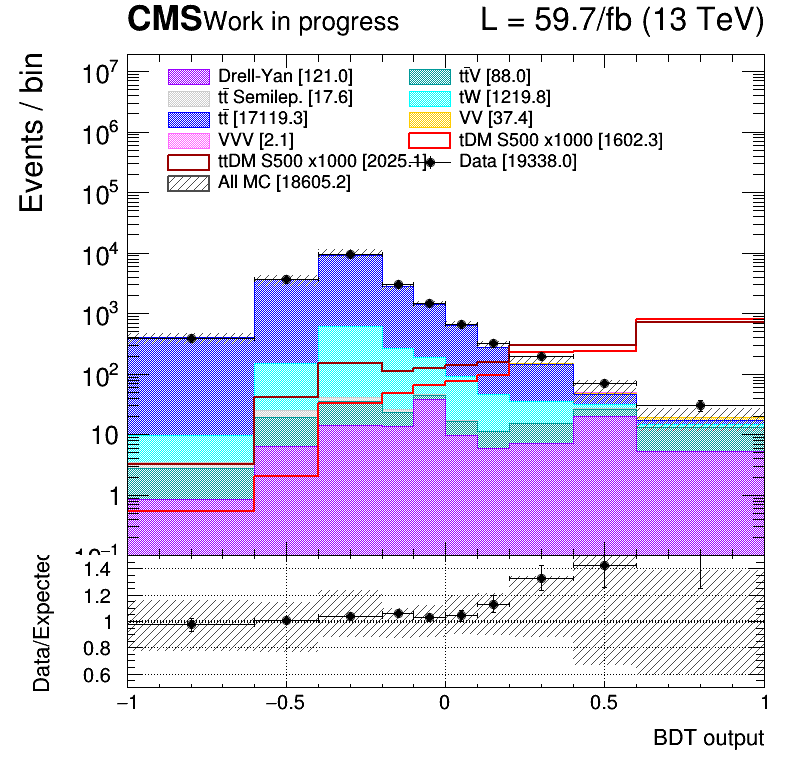 CMS Work in progress L = 59.7/fb (13 TeV)
Events / bin
Drell-Yan [121.0] tt̄V [88.0]
tt̄ Semilep. [17.6] tW [1219.8]
tt̄ [17119.3] VV [37.4]
VVV [2.1] tDM S500 x1000 [1602.3]
ttDM S500 x1000 [2025.1] Data [19338.0]
All MC [18605.2]
10⁷
10⁶
10⁵
10⁴
10³
10²
10
1
10⁻¹
Data/Expected
1.4
1.2
1
0.8
0.6
−1 −0.5 0 0.5 1
BDT output